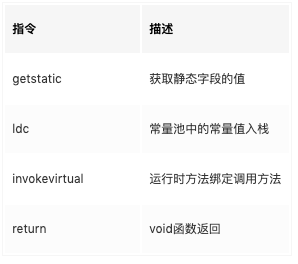 指令 描述
getstatic 获取静态字段的值
ldc 常量池中的常量值入栈
invokevirtual 运行时方法绑定调用方法
return void函数返回